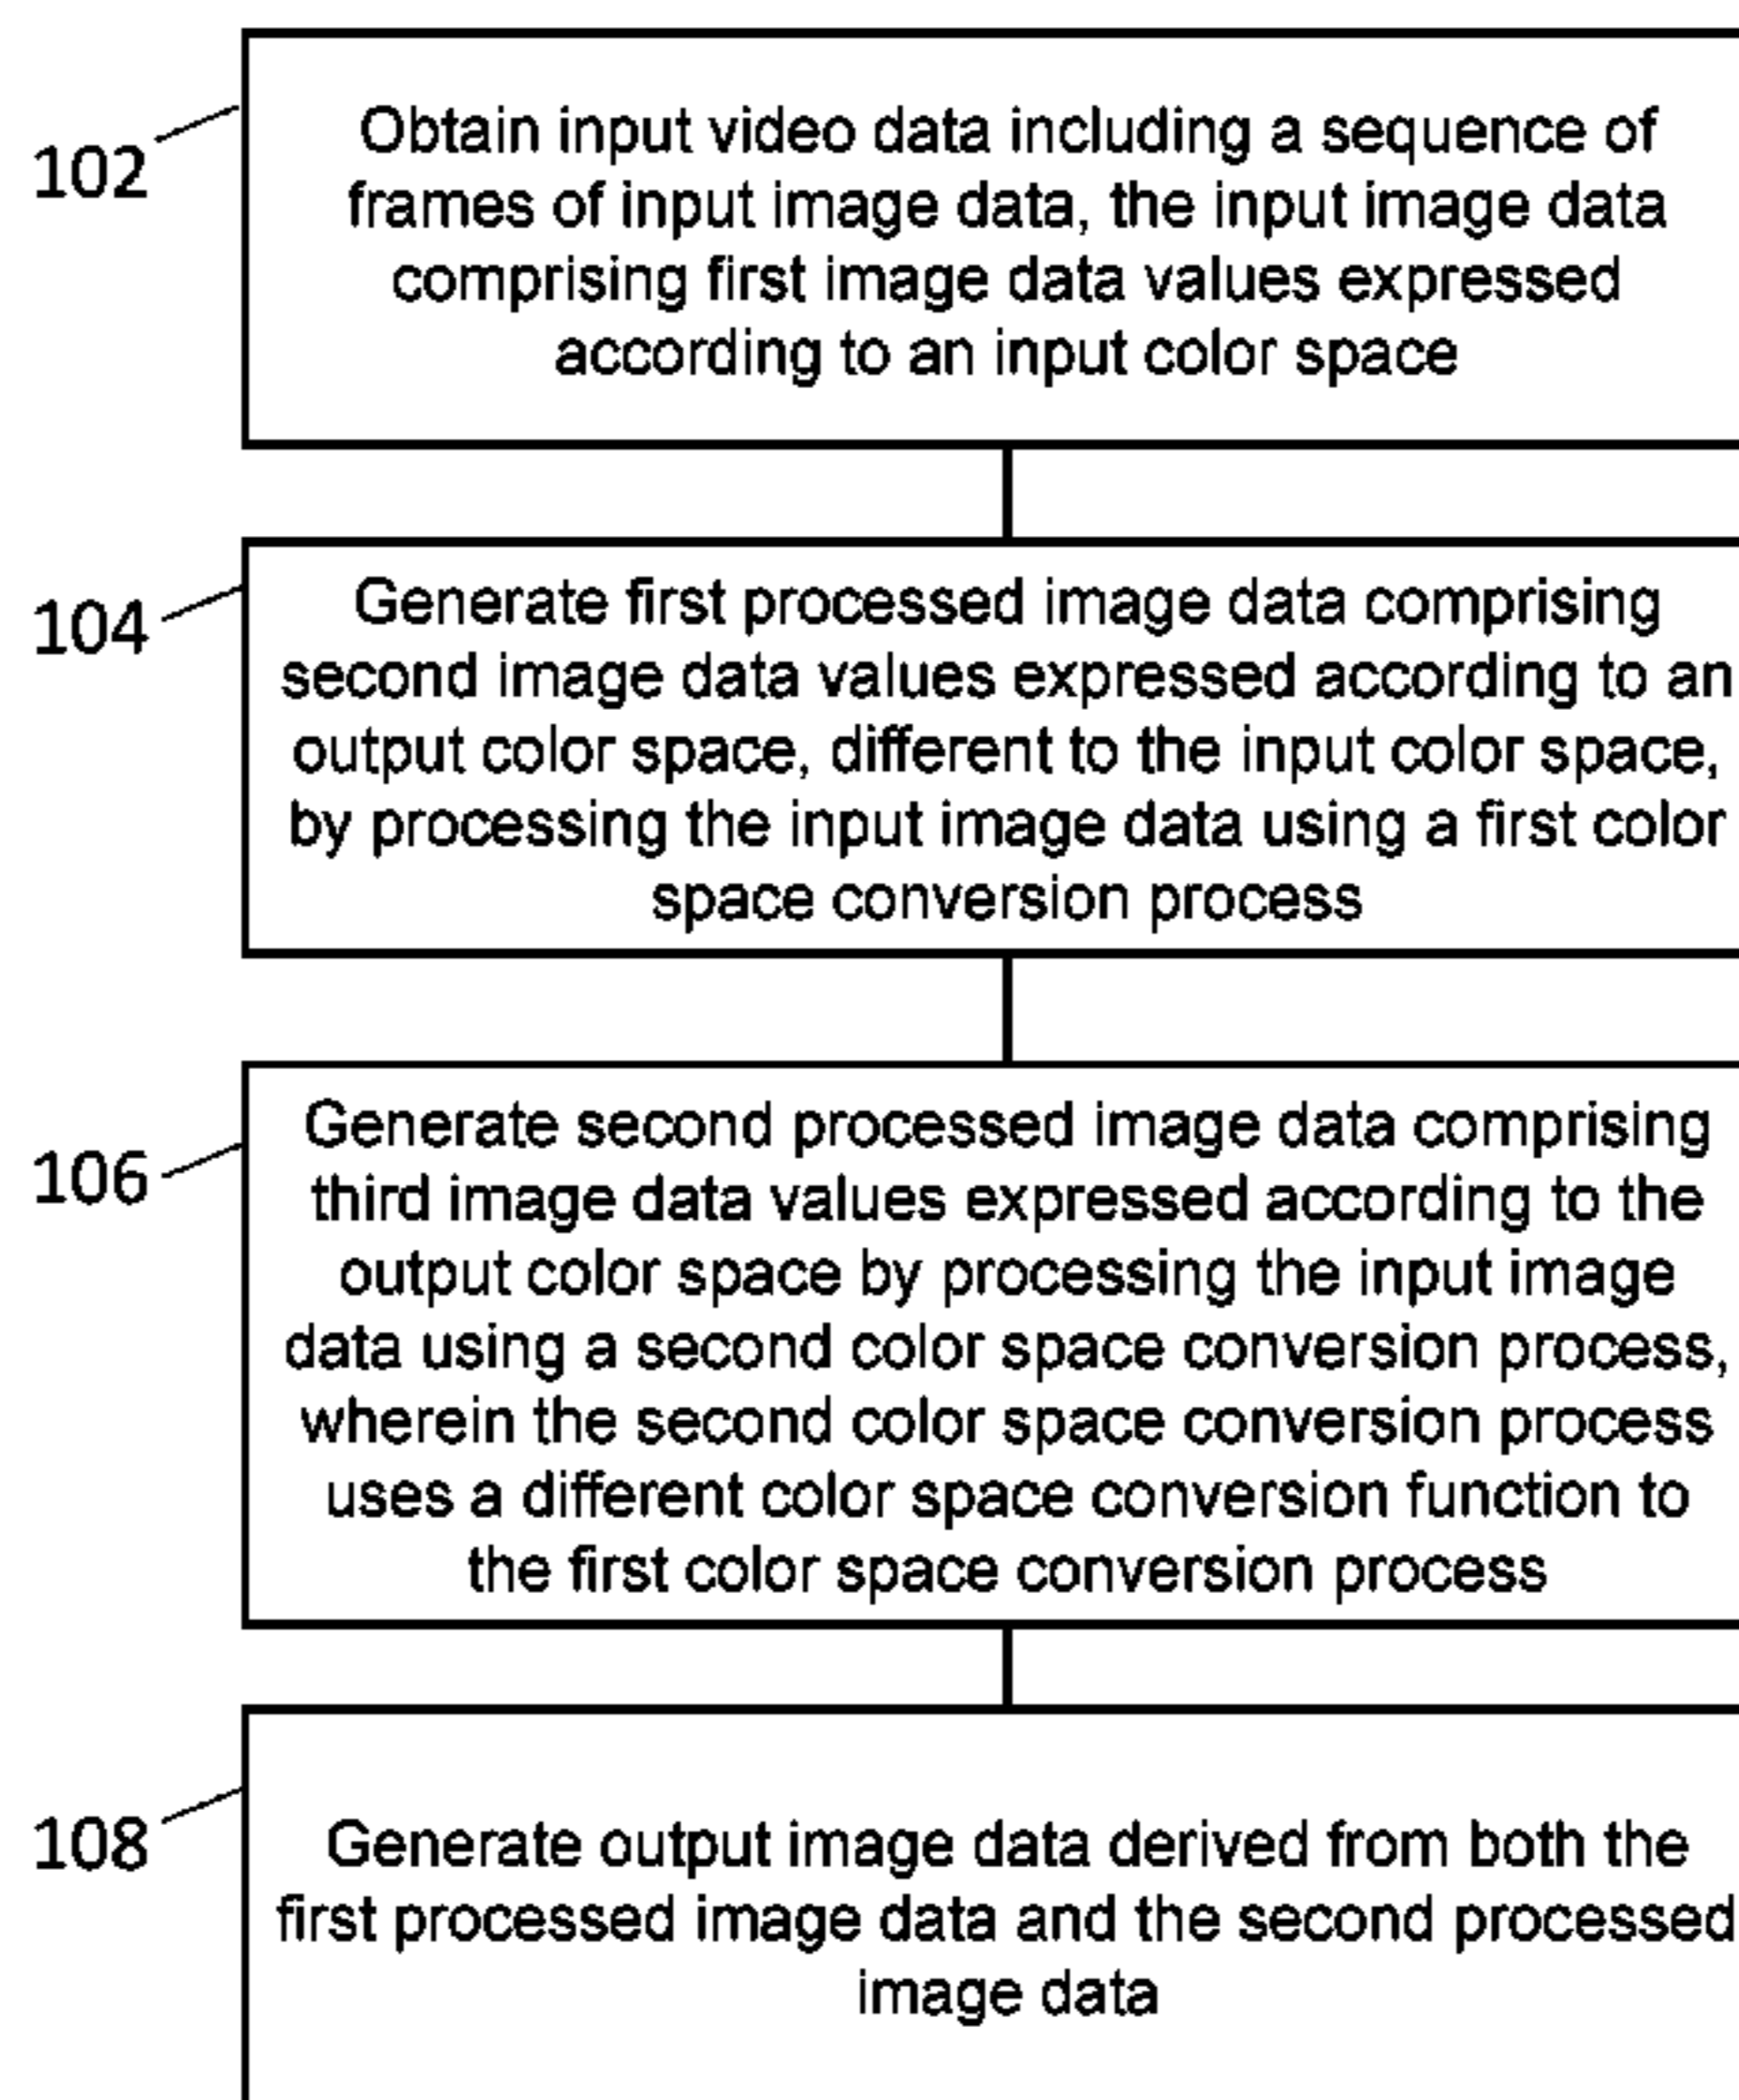 102
Obtain input video data including a sequence of
frames of input image data, the input image data
comprising first image data values expressed
according to an input color space
104
Generate first processed image data comprising
second image data values expressed according to an
output color space, different to the input color space,
by processing the input image data using a first color
space conversion process
106
Generate second processed image data comprising
third image data values expressed according to the
output color space by processing the input image
data using a second color space conversion process,
wherein the second color space conversion process
uses a different color space conversion function to
the first color space conversion process
108
Generate output image data derived from both the
first processed image data and the second processed
image data